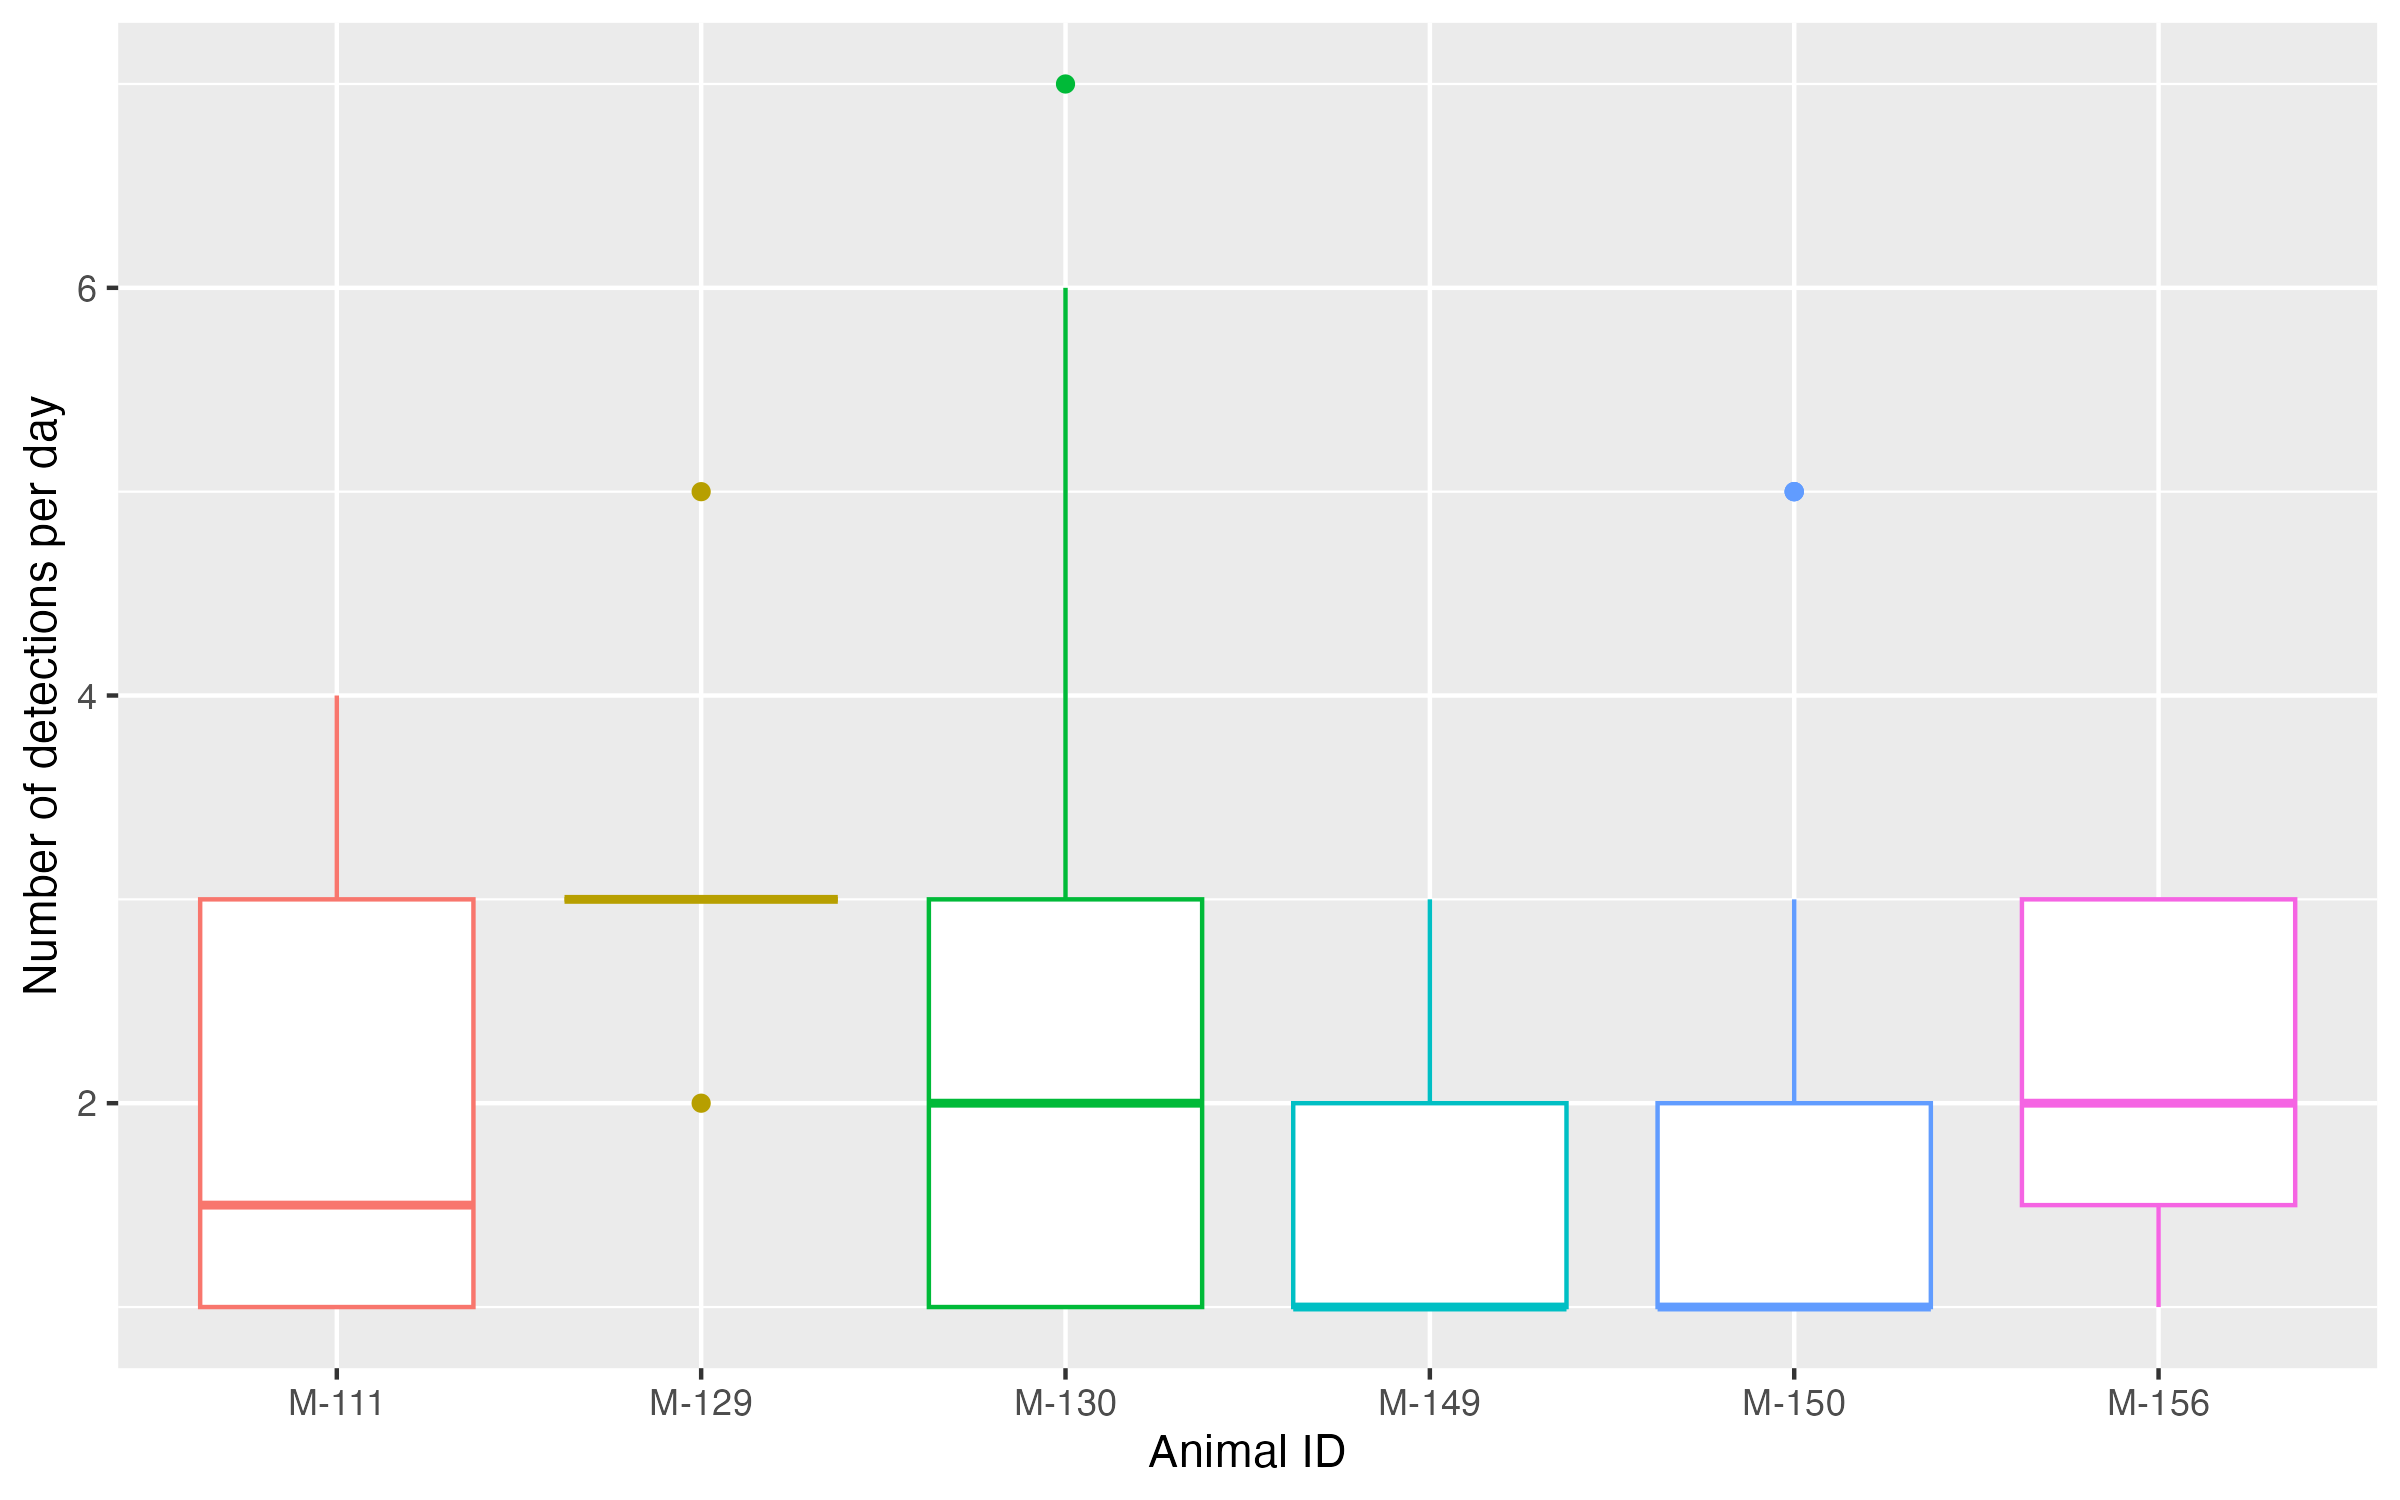 Number of detections per day
6
4
2
M-111
M-129
M-130
M-149
M-150
M-156
Animal ID